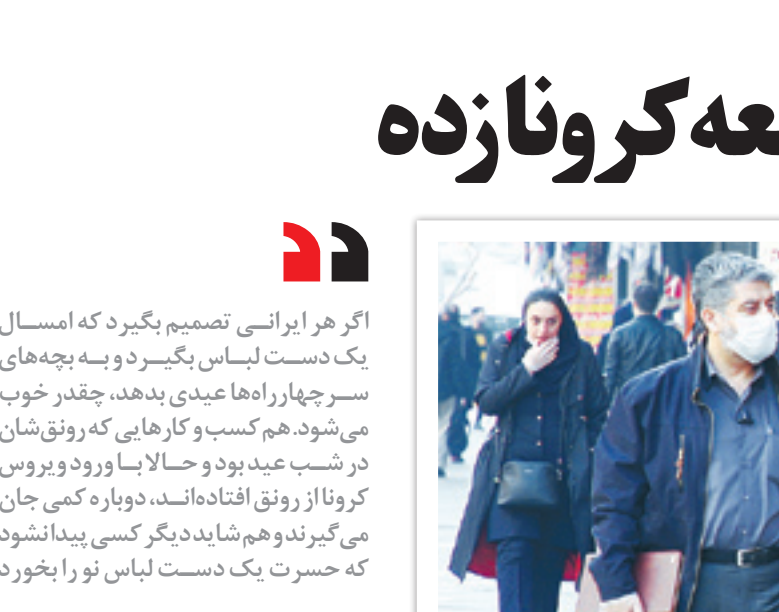 عه کرونازده
اگر هر ایرانی تصمیم بگیرد که امسال
یک دست لباس بگیرد و به بچه‌های
سر چهارراه‌ها عیدی بدهد، چقدر خوب
می‌شود. هم کسب و کارهایی که رونق‌شان
در شب عید بود و حالا با ورود ویروس
کرونا از رونق افتاده‌اند، دوباره کمی جان
می‌گیرند و هم شاید دیگر کسی پیدا نشود
که حسرت یک دست لباس نو را بخورد